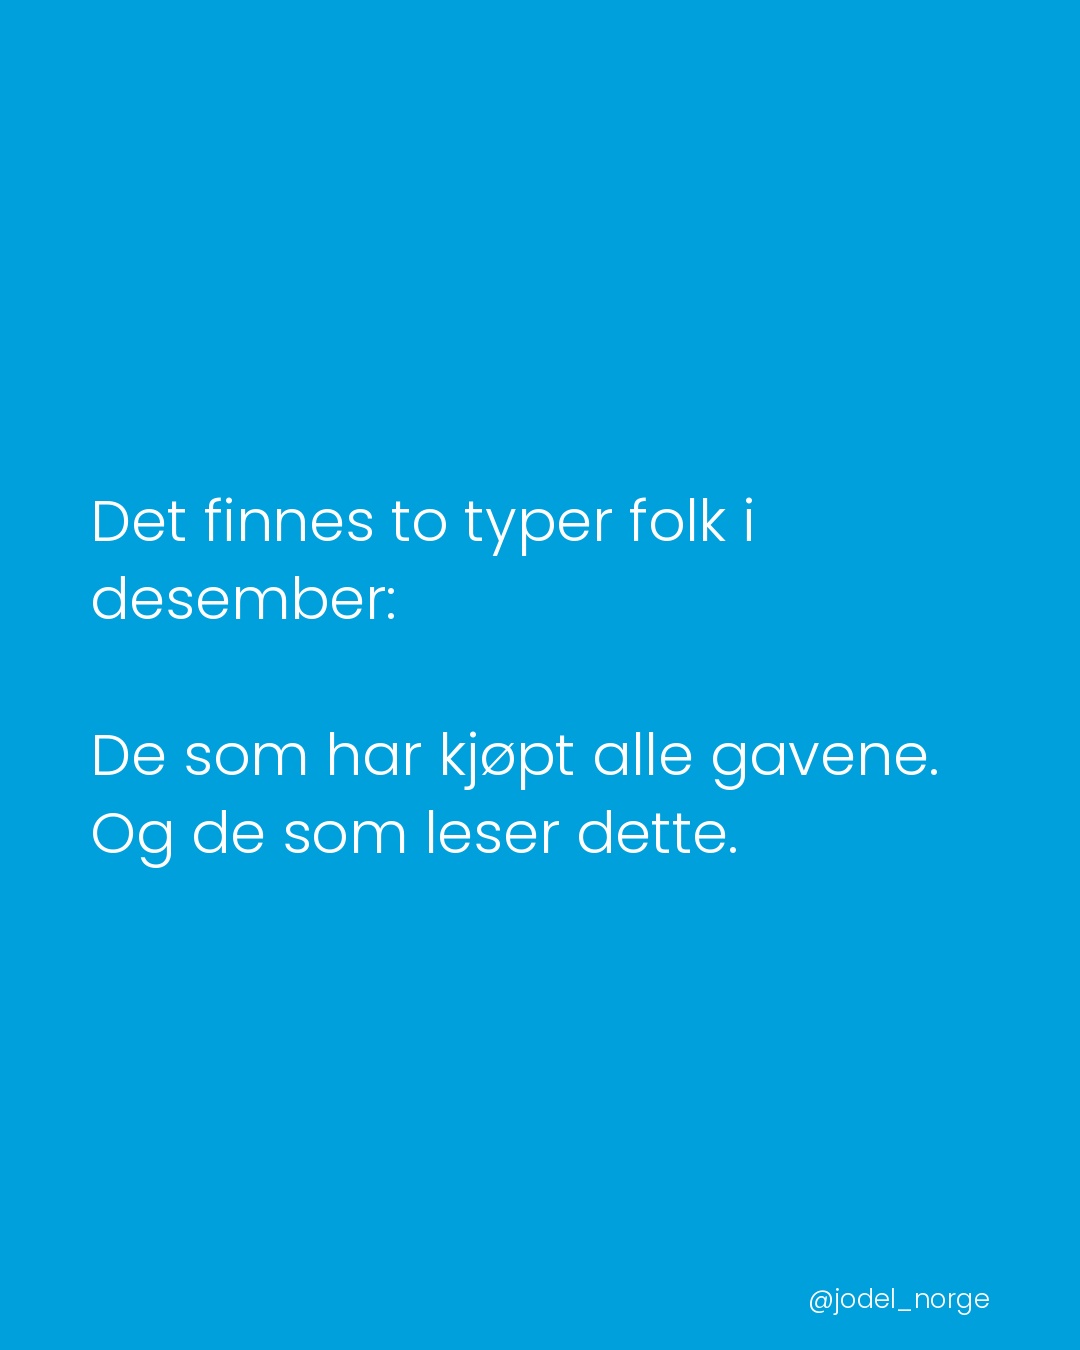 Det finnes to typer folk i
desember:
De som har kjøpt alle gavene.
Og de som leser dette.
@jodel_norge